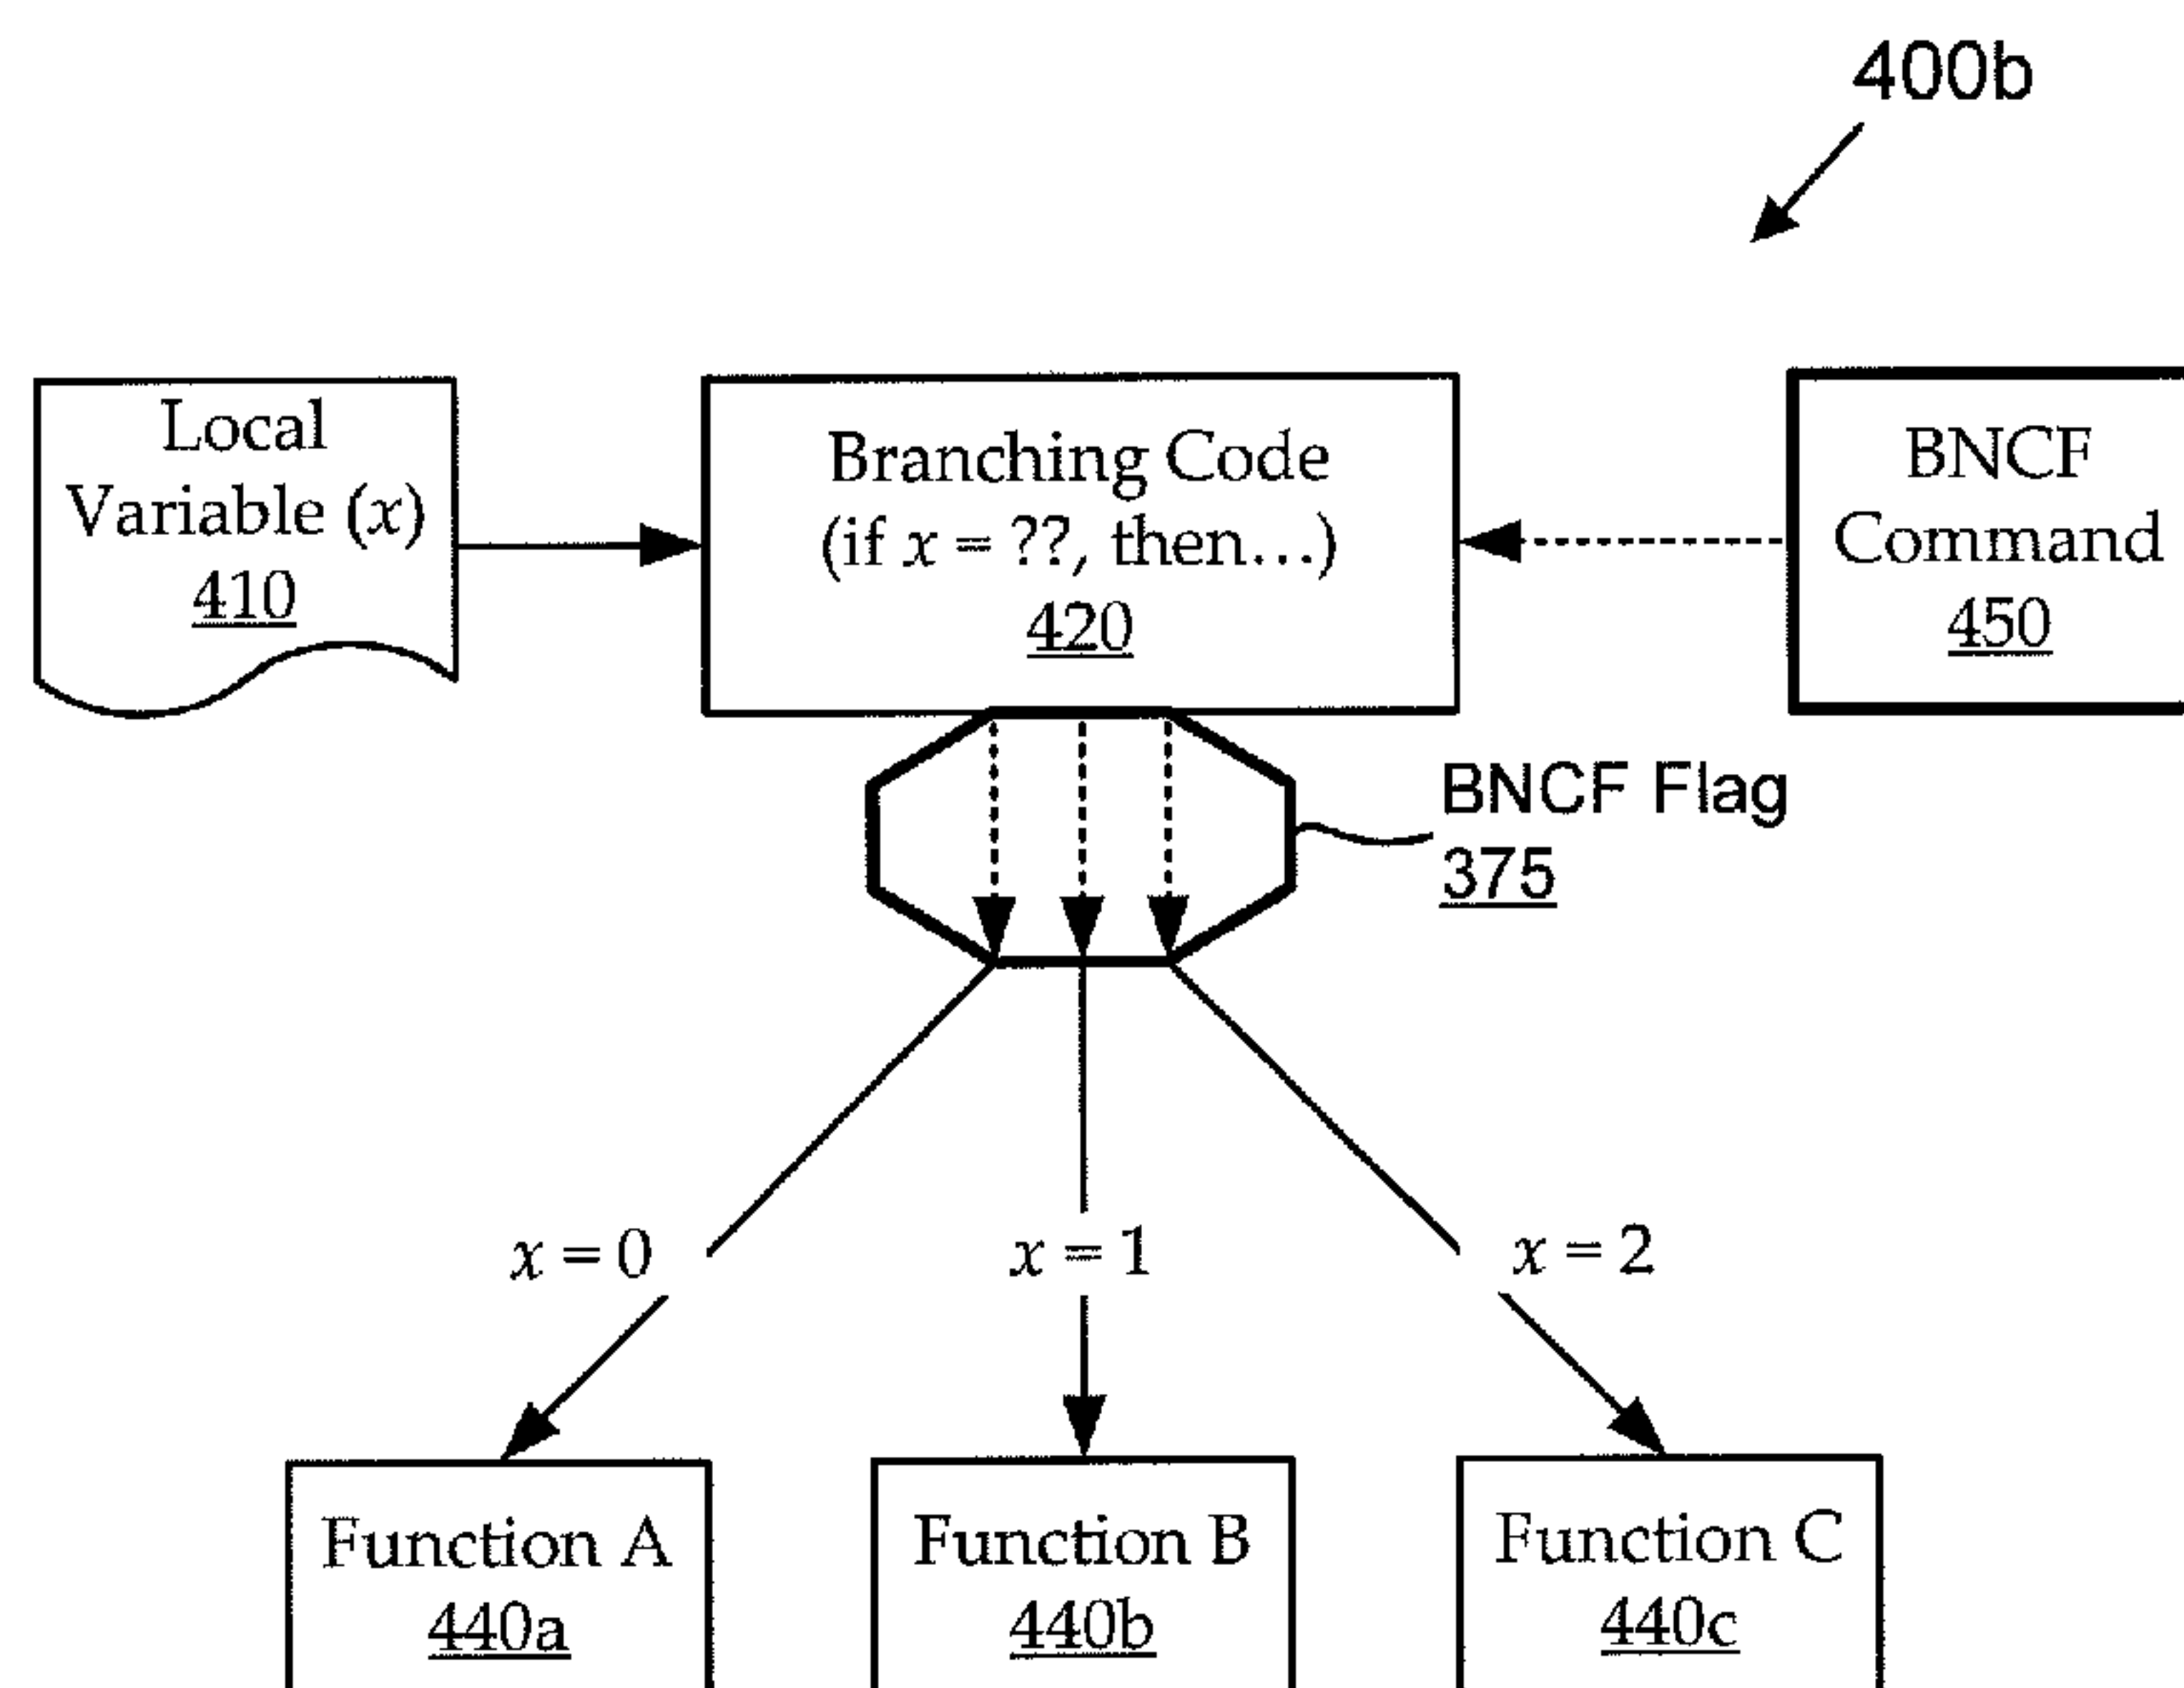 400b
Local
Variable (x)
410
Branching Code
(if x = ??, then...)
420
BNCF
Command
450
BNCF Flag
375
x = 0
x = 1
x = 2
Function A
440a
Function B
440b
Function C
440c